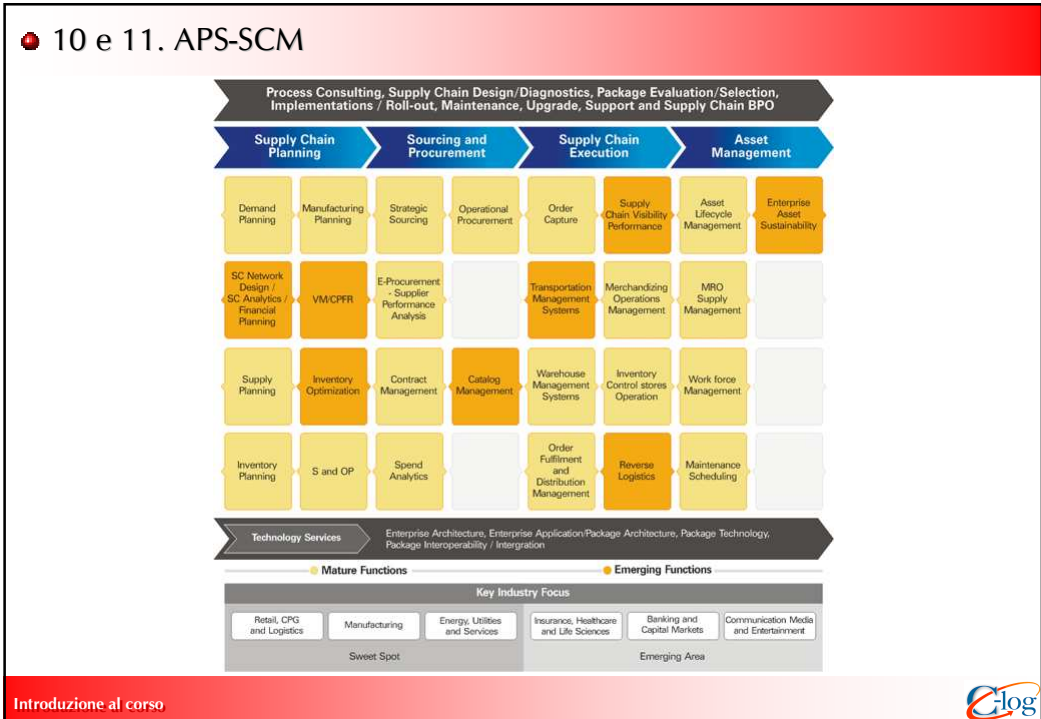 10 e 11. APS-SCM
Process Consulting, Supply Chain Design/Diagnostics, Package Evaluation/Selection,
Implementations / Roll-out, Maintenance, Upgrade, Support and Supply Chain BPO
Supply Chain
Planning
Sourcing and
Procurement
Supply Chain
Execution
Asset
Management
Demand
Planning
Manufacturing
Planning
Strategic
Sourcing
Operational
Procurement
Order
Capture
Supply
Chain Visibility
Performance
Asset
Lifecycle
Management
Enterprise
Asset
Sustainability
SC Network
Design /
SC Analytics /
Financial
Planning
VM/CPFR
E-Procurement
- Supplier
Performance
Analysis
Transportation
Management
Systems
Merchandizing
Operations
Management
MRO
Supply
Management
Supply
Planning
Inventory
Optimization
Contract
Management
Catalog
Management
Warehouse
Management
Systems
Inventory
Control stores
Operation
Work force
Management
Inventory
Planning
S and OP
Spend
Analytics
Order
Fulfilment
and
Distribution
Management
Reverse
Logistics
Maintenance
Scheduling
Technology Services
Enterprise Architecture, Enterprise Application/Package Architecture, Package Technology,
Package Interoperability / Intergration
Mature Functions
Emerging Functions
Key Industry Focus
Retail, CPG
and Logistics
Manufacturing
Energy, Utilities
and Services
Insurance, Healthcare
and Life Sciences
Banking and
Capital Markets
Communication Media
and Entertainment
Sweet Spot
Emerging Area
Introduzione al corso
C-log